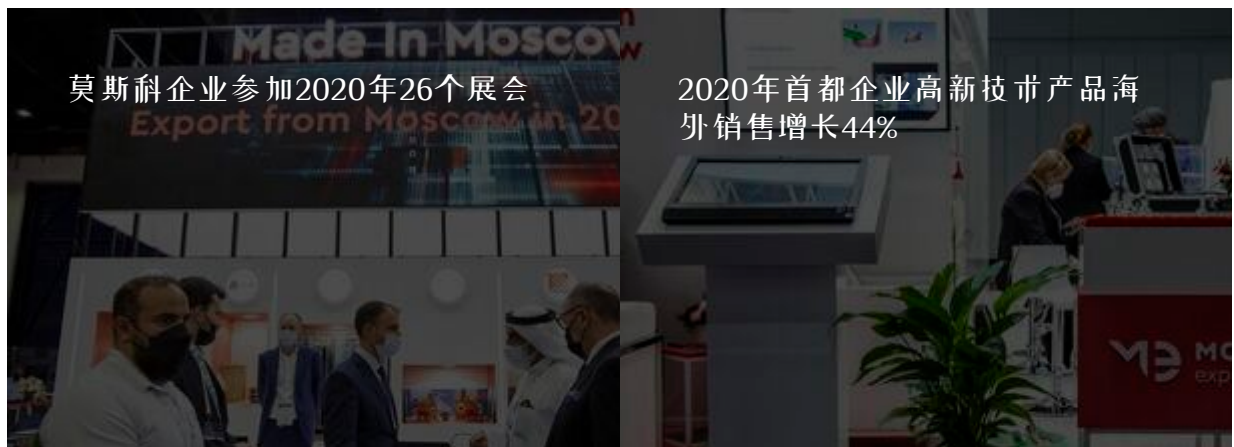 Made In Moscow
莫斯科企业参加2020年26个展会
Export from Moscow in 20
2020年首都企业高新技术产品海
外销售增长44%
MO
expo